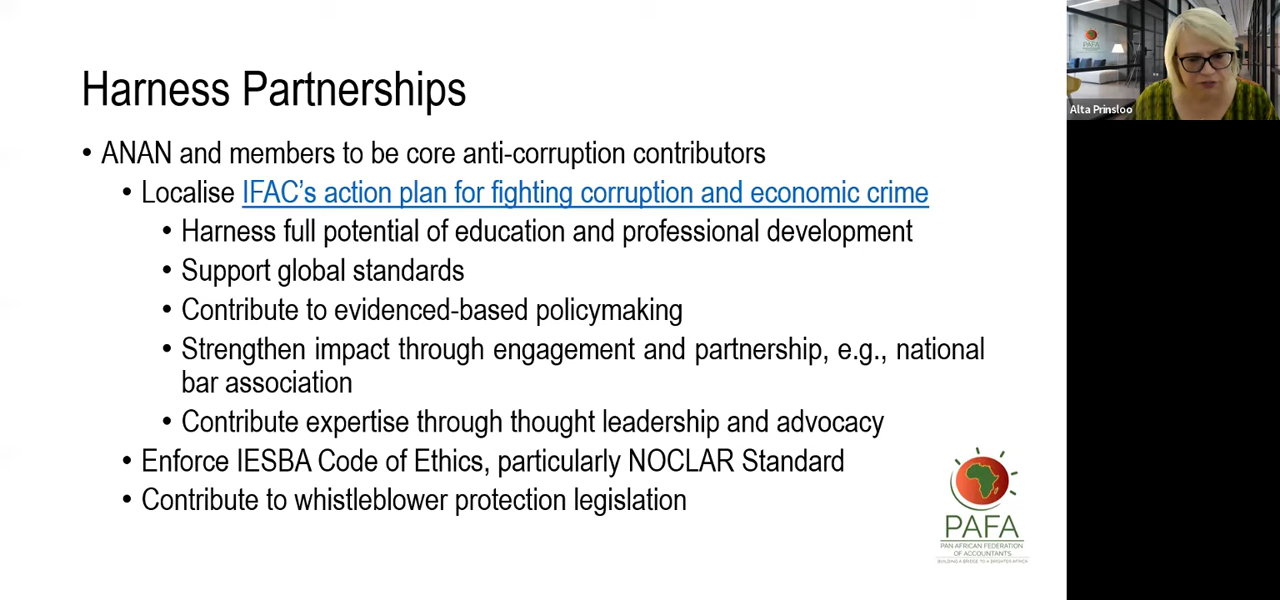 Harness Partnerships
• ANAN and members to be core anti-corruption contributors
• Localise IFAC's action plan for fighting corruption and economic crime
• Harness full potential of education and professional development
• Support global standards
• Contribute to evidenced-based policymaking
• Strengthen impact through engagement and partnership, e.g., national
bar association
• Contribute expertise through thought leadership and advocacy
• Enforce IESBA Code of Ethics, particularly NOCLAR Standard
• Contribute to whistleblower protection legislation
PAFA
PAN AFRICAN FEDERATION
OF ACCOUNTANTS
BUILDING A BRIDGE TO A BRIGHTER AFRICA
PAFA
Alta Prinsloo